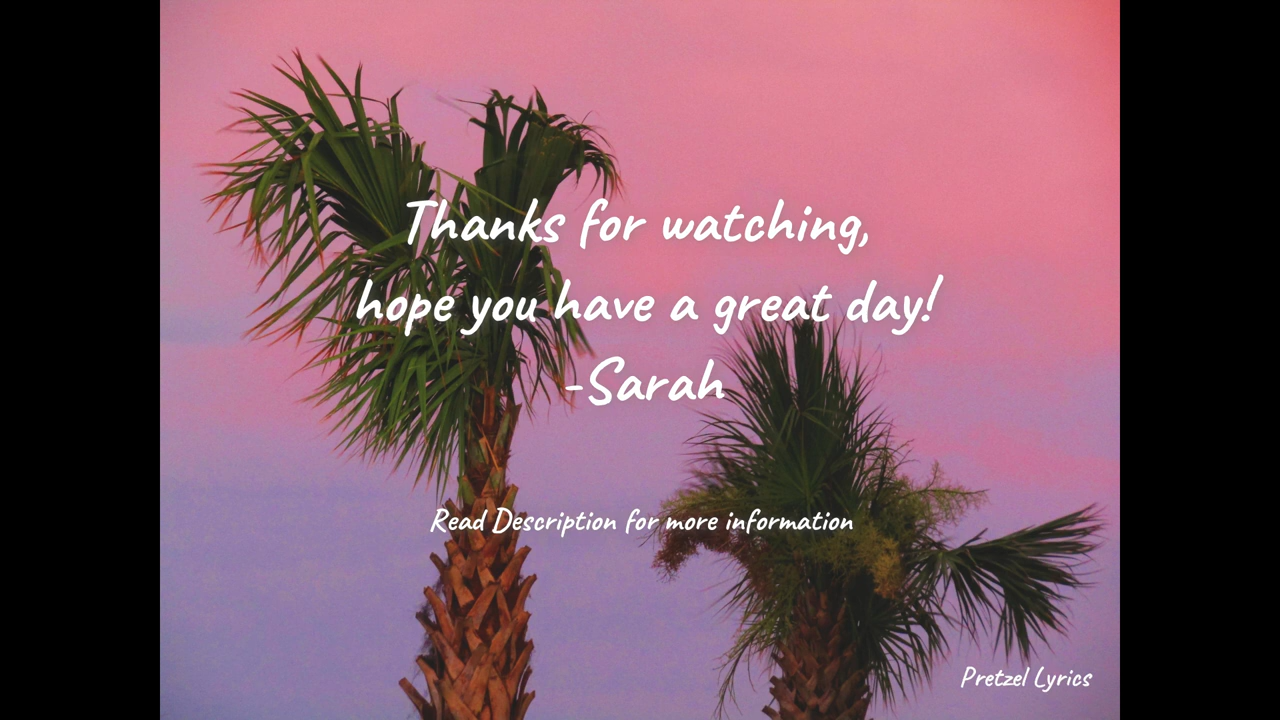 Thanks for watching,
hope you have a great day!
-Sarah
Read Description for more information
Pretzel Lyrics